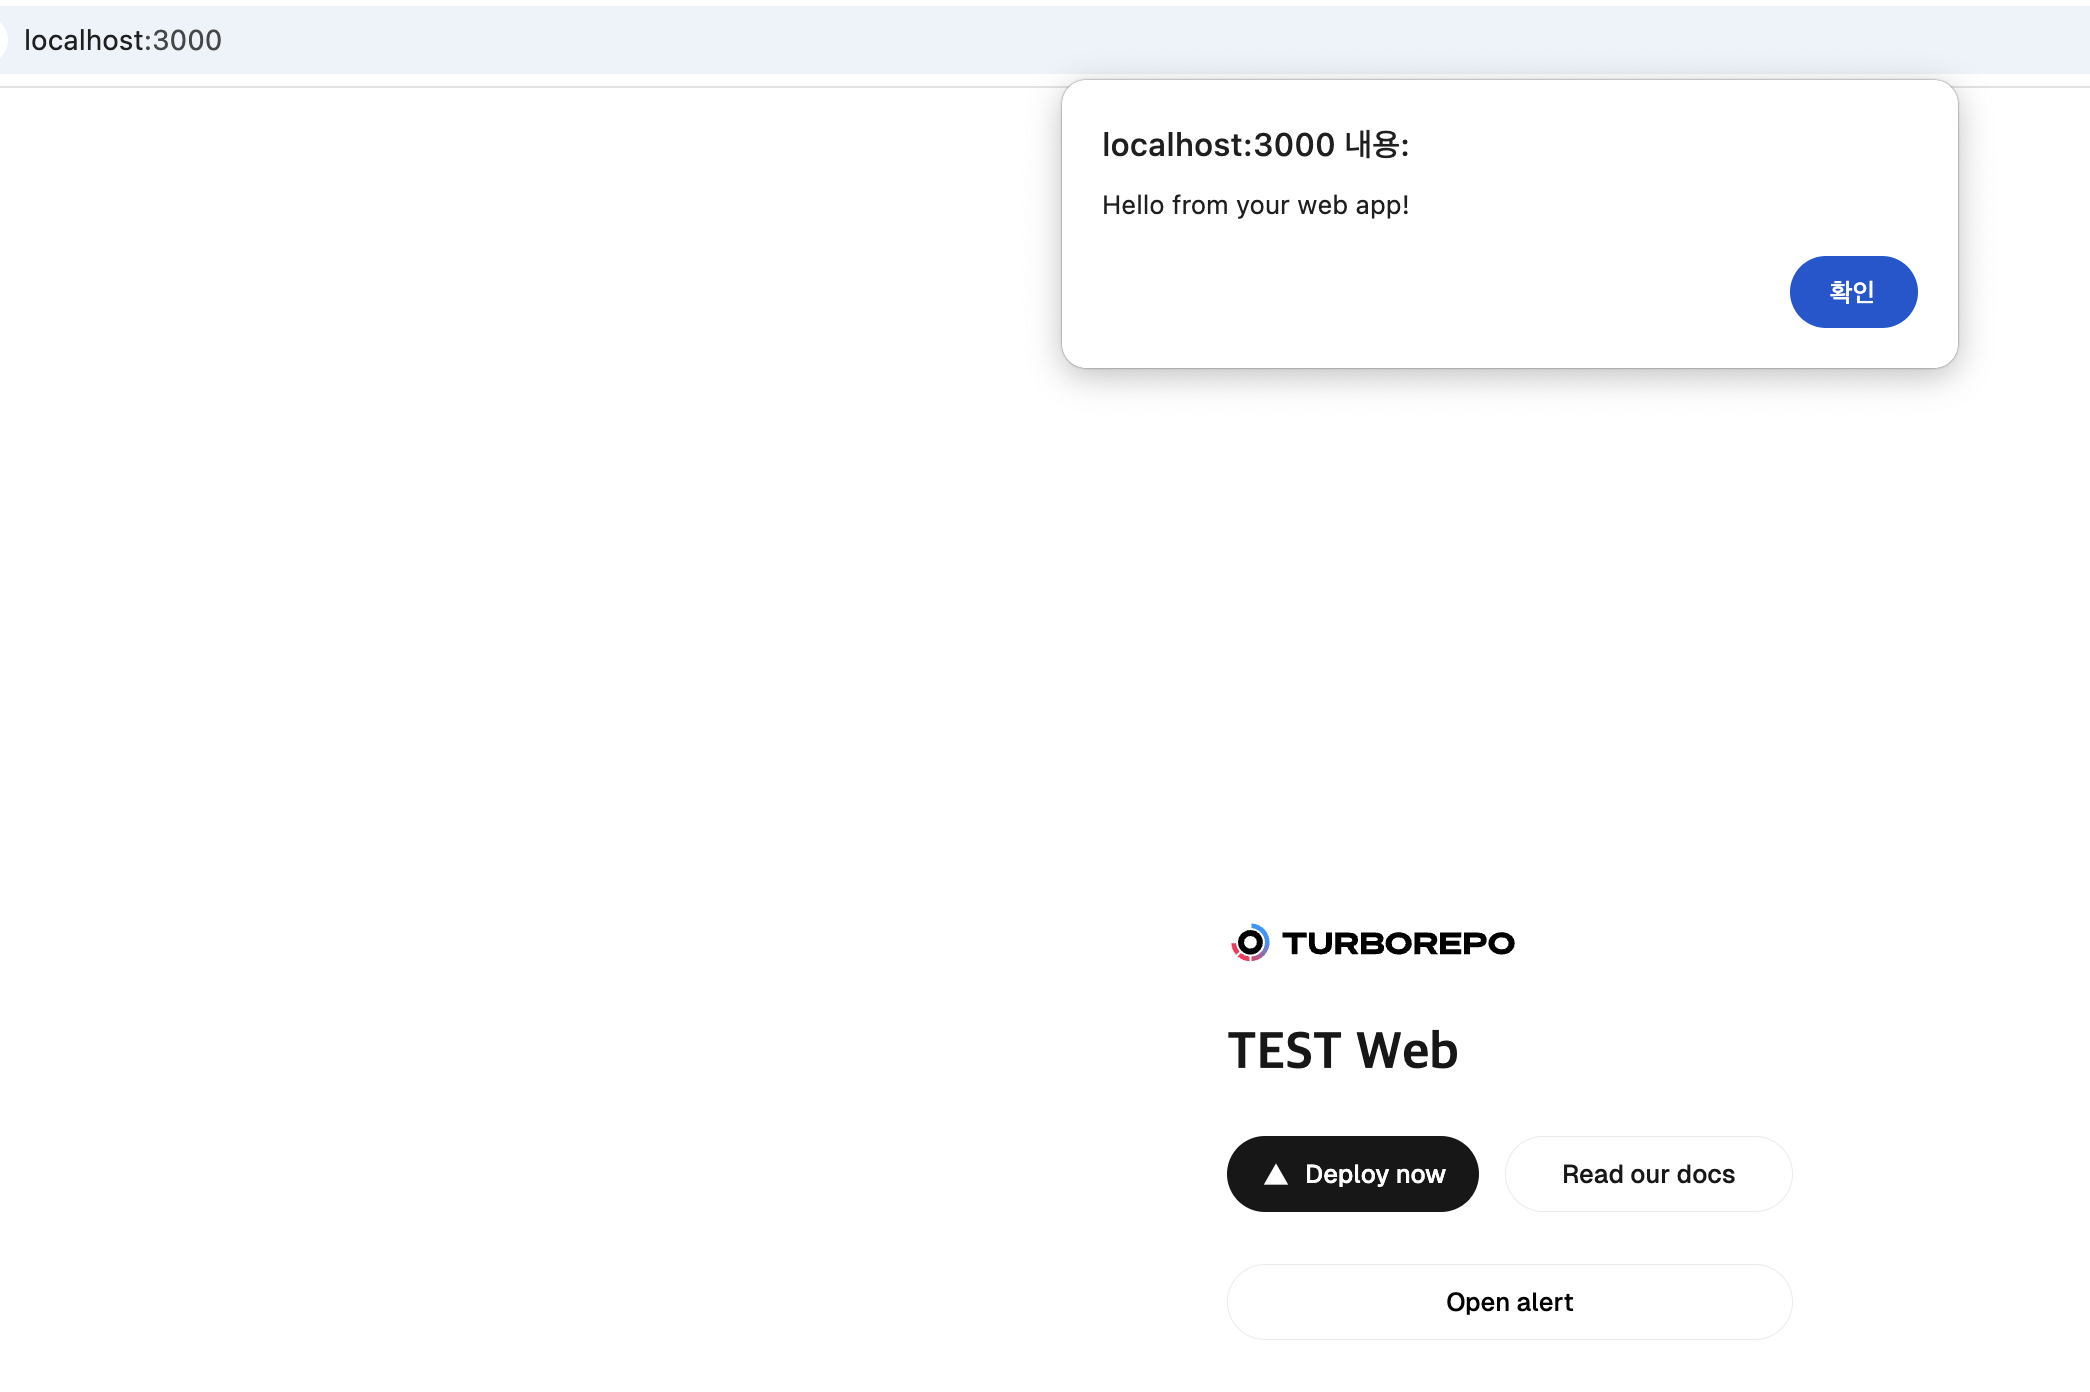 localhost:3000
localhost:3000 내용:
Hello from your web app!
확인
TURBOREPO
TEST Web
Deploy now
Read our docs
Open alert